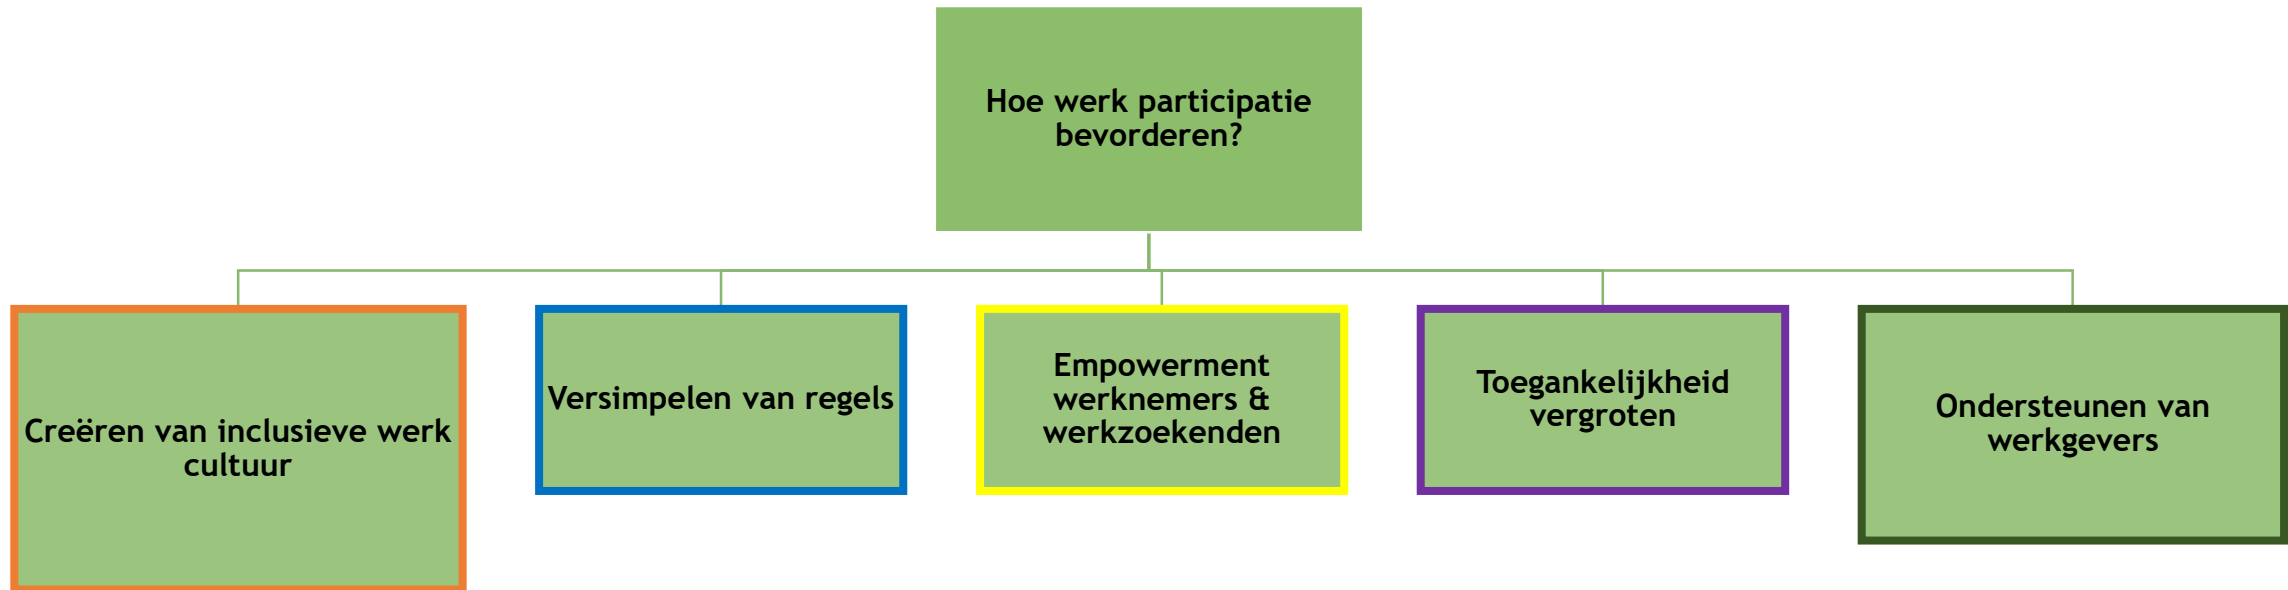 Hoe werk participatie
bevorderen?
Creëren van inclusieve werk
cultuur
Versimpelen van regels
Empowerment
werknemers &
werkzoekenden
Toegankelijkheid
vergroten
Ondersteunen van
werkgevers